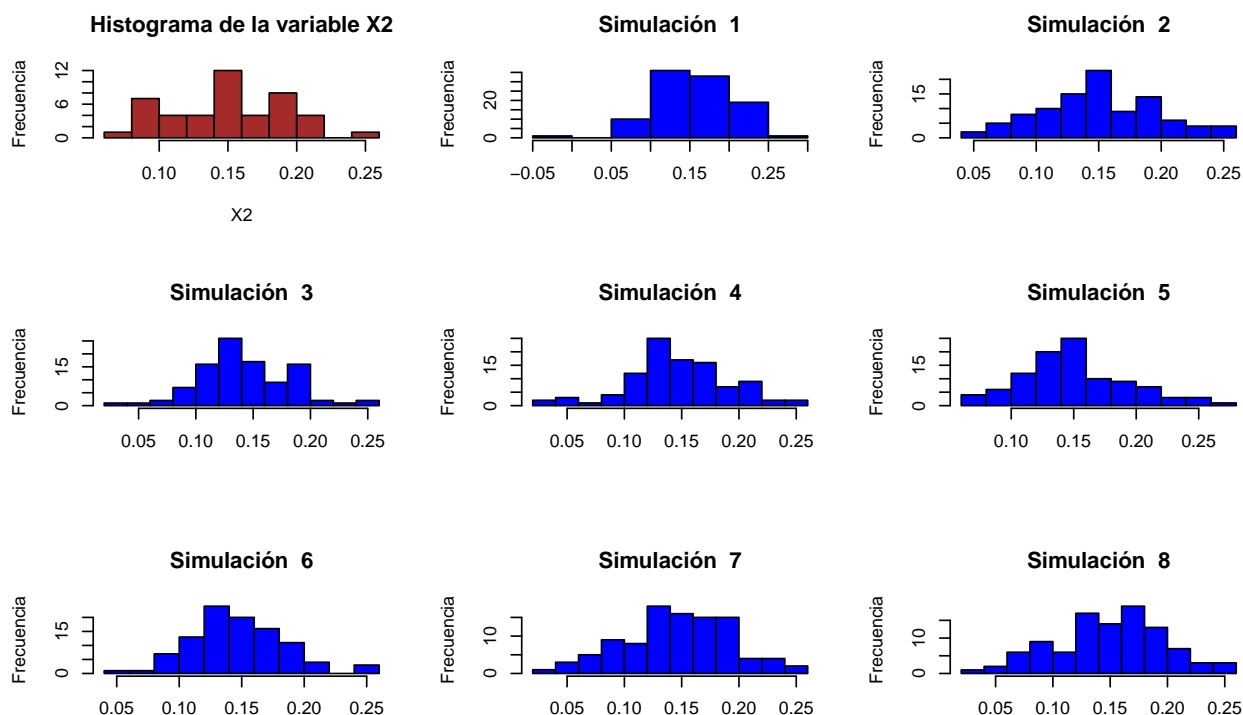 Histograma de la variable X2
Frecuencia
0 6 12
0.10 0.15 0.20 0.25
X2
Simulación 1
Frecuencia
0 20
−0.05 0.05 0.15 0.25
Simulación 2
Frecuencia
0 15
0.05 0.10 0.15 0.20 0.25
Simulación 3
Frecuencia
0 15
0.05 0.10 0.15 0.20 0.25
Simulación 4
Frecuencia
0 15
0.05 0.10 0.15 0.20 0.25
Simulación 5
Frecuencia
0 15
0.10 0.15 0.20 0.25
Simulación 6
Frecuencia
0 15
0.05 0.10 0.15 0.20 0.25
Simulación 7
Frecuencia
0 10
0.05 0.10 0.15 0.20 0.25
Simulación 8
Frecuencia
0 10
0.05 0.10 0.15 0.20 0.25